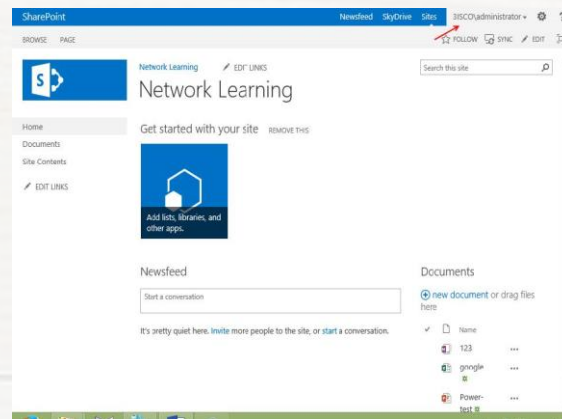 SharePoint
Newsfeed SkyDrive Sites 3ISCO\administrator
BROWSE PAGE
FOLLOW SYNC EDIT
S
Network Learning EDIT LINKS
Search this site
Network Learning
Home
Documents
Site Contents
EDIT LINKS
Get started with your site REMOVE THIS
Add lists, libraries, and
other apps.
Newsfeed
Start a conversation
It's pretty quiet here. Invite more people to the site, or start a conversation.
Documents
new document or drag files
here
Name
123 ...
google ...
Power- ...
test